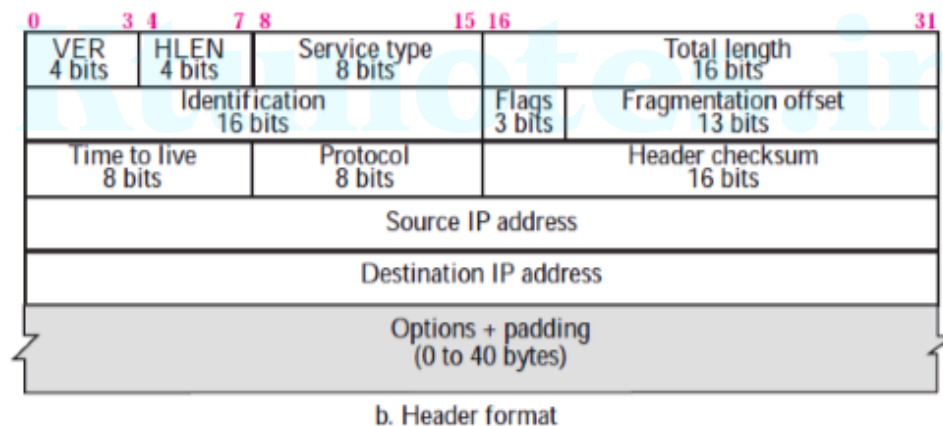 0 3 4 7 8 15 16 31
VER HLEN Service type Total length
4 bits 4 bits 8 bits 16 bits
Identification Flags Fragmentation offset
16 bits 3 bits 13 bits
Time to live Protocol Header checksum
8 bits 8 bits 16 bits
Source IP address
Destination IP address
Options + padding
(0 to 40 bytes)
b. Header format